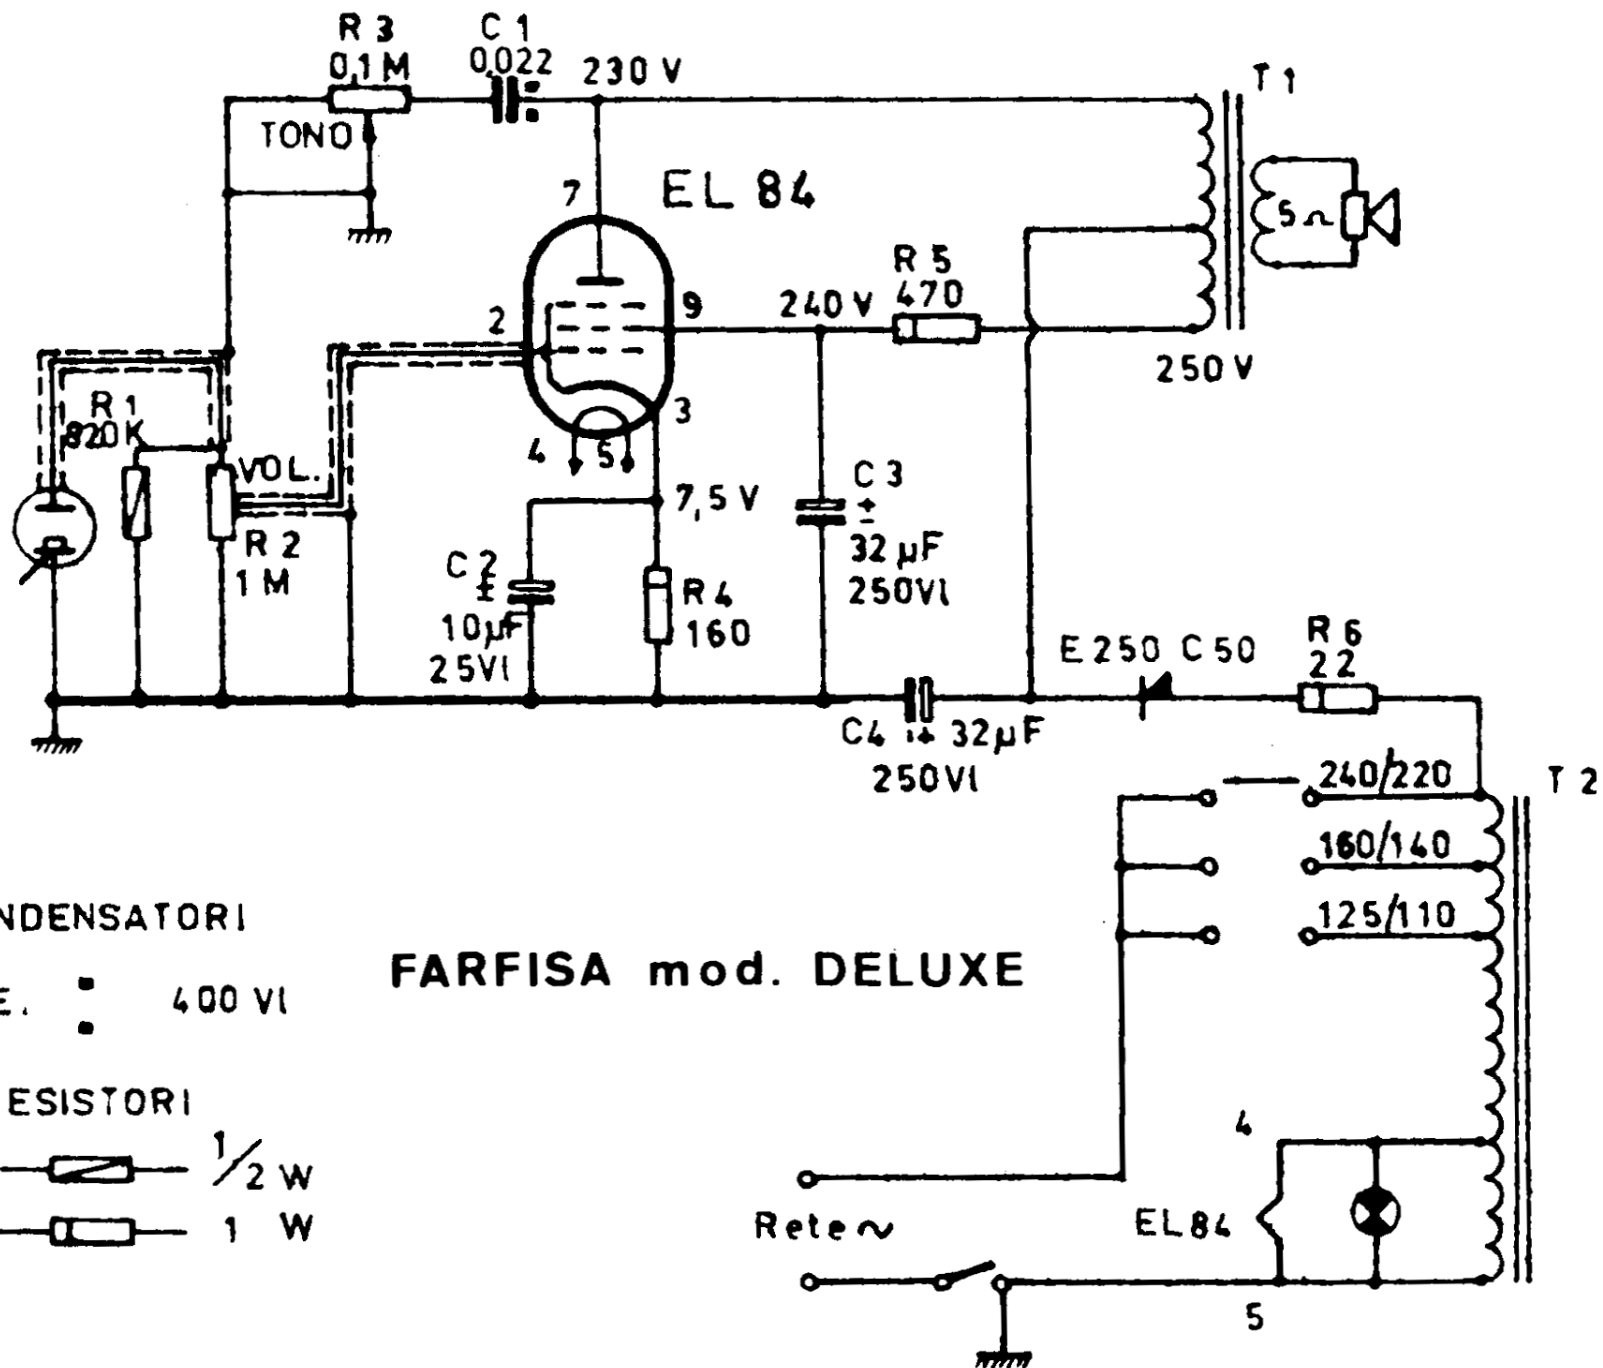 R 3
0,1 M
TONO
C 1
0,022
230 V
T 1
EL 84
7
2
9
3
4
5
240 V
R 5
470
250 V
5 Ω
R 1
820K
VOL.
R 2
1 M
7,5 V
C 2
±
10µF
25Vl
R 4
160
C 3
+
-
32 µF
250Vl
E 250 C 50
R 6
22
C4 + 32µF
250Vl
240/220
T 2
160/140
125/110
NDENSATORI
E. 400 Vl
FARFISA mod. DELUXE
ESISTORI
1/2 W
1 W
4
Rete ~
EL84
5